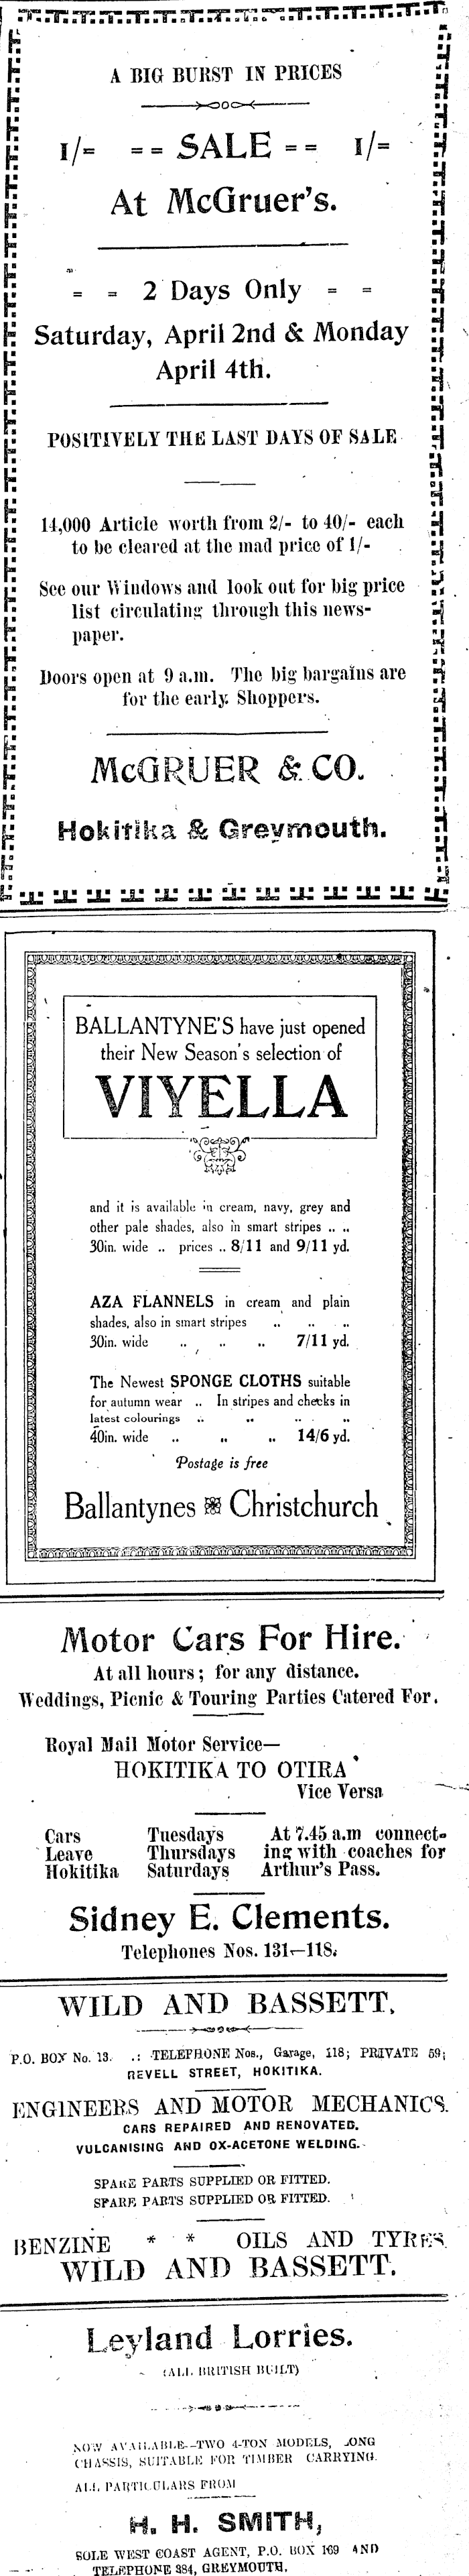 A BIG BURST IN PRICES
1/= == SALE == 1/=
At McGruer's.
= = 2 Days Only = =
Saturday, April 2nd & Monday
April 4th.
POSITIVELY THE LAST DAYS OF SALE
14,000 Article worth from 2/- to 40/- each
to be cleared at the mad price of 1/-
See our Windows and look out for big price
list circulating through this news-
paper.
Doors open at 9 a.m. The big bargains are
for the early. Shoppers.
McGRUER & CO.
Hokitika & Greymouth.
BALLANTYNE'S have just opened
their New Season's selection of
VIYELLA
and it is available in cream, navy, grey and
other pale shades, also in smart stripes .. ..
30in. wide .. prices .. 8/11 and 9/11 yd.
AZA FLANNELS in cream and plain
shades, also in smart stripes .. .. ..
30in. wide .. .. .. 7/11 yd.
The Newest SPONGE CLOTHS suitable
for autumn wear .. In stripes and checks in
latest colourings .. .. .. ..
40in. wide .. .. .. 14/6 yd.
Postage is free
Ballantynes Christchurch
Motor Cars For Hire.
At all hours; for any distance.
Weddings, Picnic & Touring Parties Catered For.
Royal Mail Motor Service—
HOKITIKA TO OTIRA
Vice Versa
Cars Tuesdays At 7.45 a.m connect-
Leave Thursdays ing with coaches for
Hokitika Saturdays Arthur's Pass.
Sidney E. Clements.
Telephones Nos. 131—118.
WILD AND BASSETT,
P.O. BOX No. 13. .: TELEPHONE Nos., Garage, 118; PRIVATE 59;
REVELL STREET, HOKITIKA.
ENGINEERS AND MOTOR MECHANICS.
CARS REPAIRED AND RENOVATED.
VULCANISING AND OX-ACETONE WELDING.
SPARE PARTS SUPPLIED OR FITTED.
SPARE PARTS SUPPLIED OR FITTED.
BENZINE * * OILS AND TYRES
WILD AND BASSETT.
Leyland Lorries.
(ALL BRITISH BUILT)
NOW AVAILABLE—TWO 4-TON MODELS, LONG
CHASSIS, SUITABLE FOR TIMBER CARRYING.
ALL PARTICULARS FROM
H. H. SMITH,
SOLE WEST COAST AGENT, P.O. BOX 169 AND
TELEPHONE 384, GREYMOUTH.